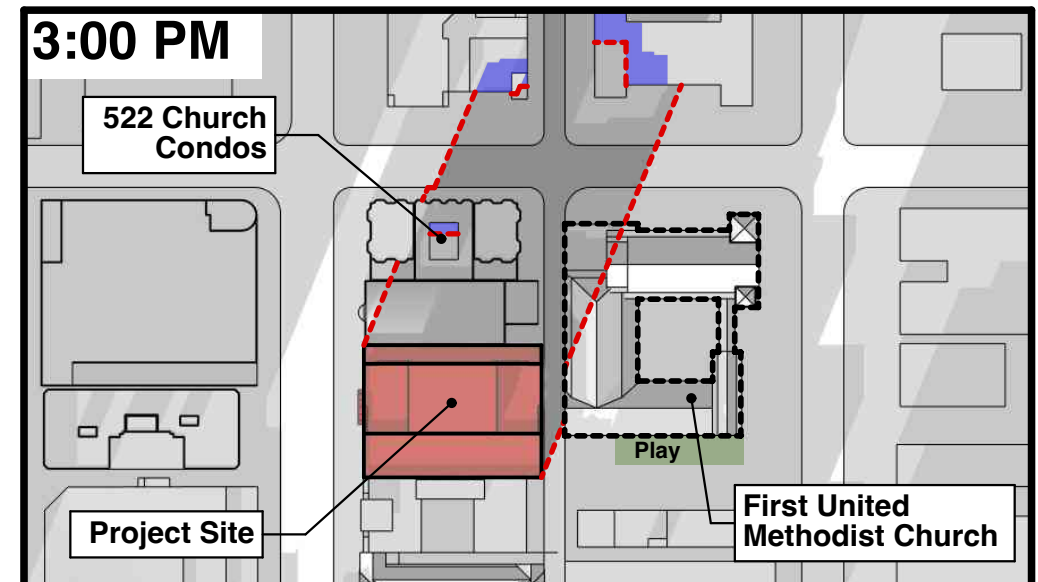 3:00 PM
522 Church
Condos
Play
Project Site
First United
Methodist Church